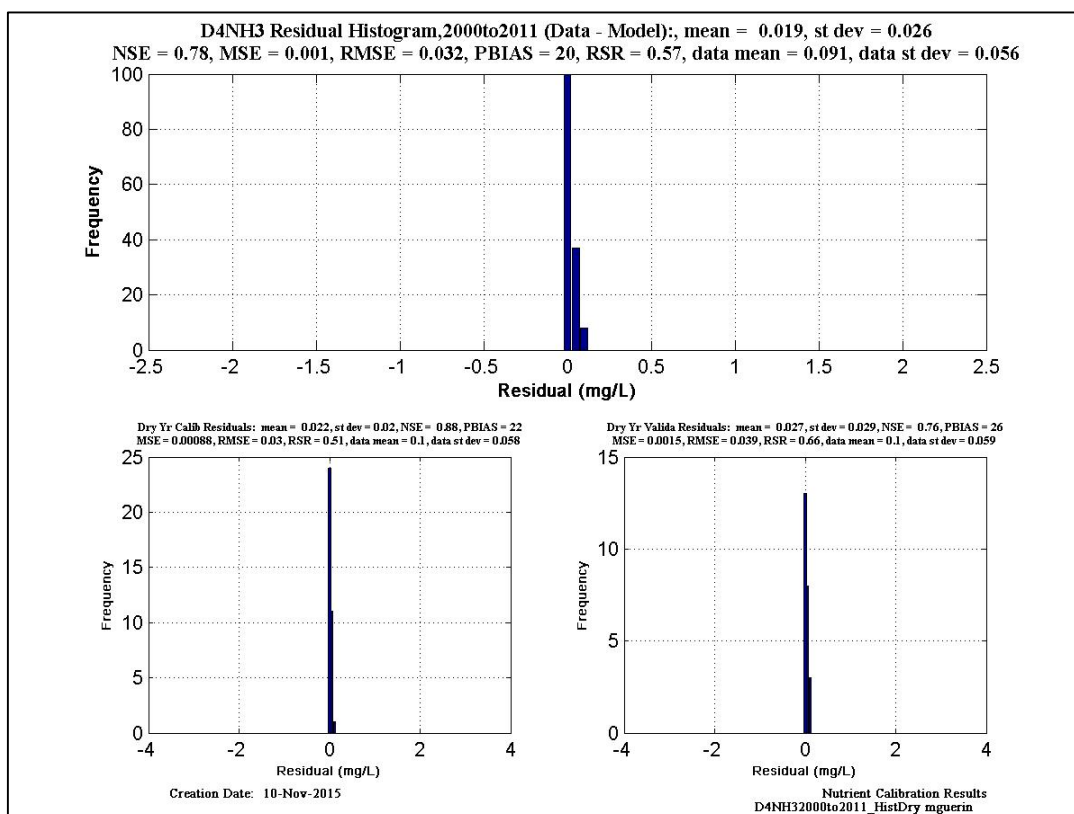 D4NH3 Residual Histogram,2000to2011 (Data - Model):, mean =  0.019, st dev = 0.026
NSE = 0.78, MSE = 0.001, RMSE = 0.032, PBIAS = 20, RSR = 0.57, data mean = 0.091, data st dev = 0.056
100
80
60
40
20
0
Frequency
-2.5 -2 -1.5 -1 -0.5 0 0.5 1 1.5 2 2.5
Residual (mg/L)
Dry Yr Calib Residuals:  mean =  0.022, st dev = 0.02, NSE =  0.88, PBIAS = 22
MSE = 0.00088, RMSE = 0.03, RSR = 0.51, data mean = 0.1, data st dev = 0.058
25
20
15
10
5
0
Frequency
-4 -2 0 2 4
Residual (mg/L)
Dry Yr Valida Residuals:  mean =  0.027, st dev = 0.029, NSE =  0.76, PBIAS = 26
MSE = 0.0015, RMSE = 0.039, RSR = 0.66, data mean = 0.1, data st dev = 0.059
15
10
5
0
Frequency
-4 -2 0 2 4
Residual (mg/L)
Creation Date:  10-Nov-2015
Nutrient Calibration Results
D4NH32000to2011_HistDry mguerin